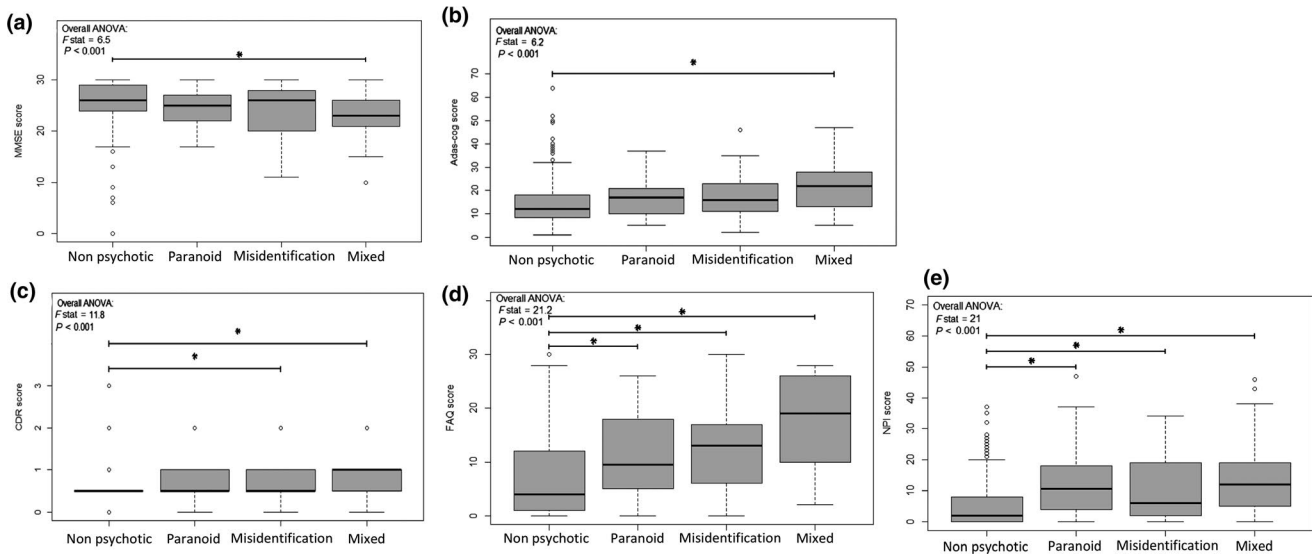 (a)
Overall ANOVA:
F stat = 6.5
P < 0.001
*
MMSE score
30
20
10
0
Non psychotic Paranoid Misidentification Mixed
(b)
Overall ANOVA:
F stat = 6.2
P < 0.001
*
Adas-cog score
70
60
50
40
30
20
10
0
Non psychotic Paranoid Misidentification Mixed
(c)
Overall ANOVA:
F stat = 11.8
P < 0.001
*
*
CDR score
3
2
1
0
Non psychotic Paranoid Misidentification Mixed
(d)
Overall ANOVA:
F stat = 21.2
P < 0.001
*
*
*
FAQ score
30
20
10
0
Non psychotic Paranoid Misidentification Mixed
(e)
Overall ANOVA:
F stat = 21
P < 0.001
*
*
*
NPI score
70
60
50
40
30
20
10
0
Non psychotic Paranoid Misidentification Mixed